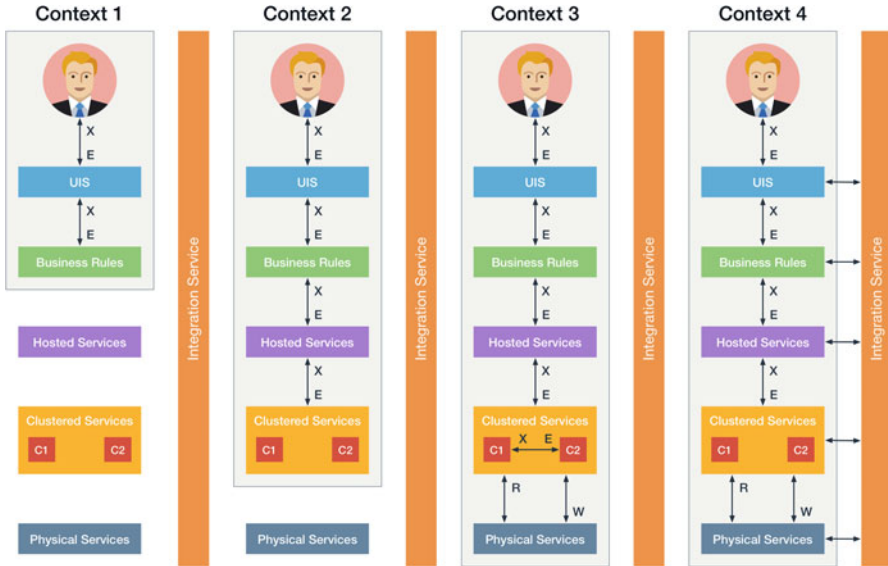 Context 1
X
E
UIS
X
E
Business Rules
Hosted Services
Clustered Services
C1
C2
Physical Services
Integration Service
Context 2
X
E
UIS
X
E
Business Rules
X
E
Hosted Services
X
E
Clustered Services
C1
C2
Physical Services
Integration Service
Context 3
X
E
UIS
X
E
Business Rules
X
E
Hosted Services
X
E
Clustered Services
C1
X
E
C2
R
W
Physical Services
Integration Service
Context 4
X
E
UIS
X
E
Business Rules
X
E
Hosted Services
X
E
Clustered Services
C1
C2
R
W
Physical Services
Integration Service